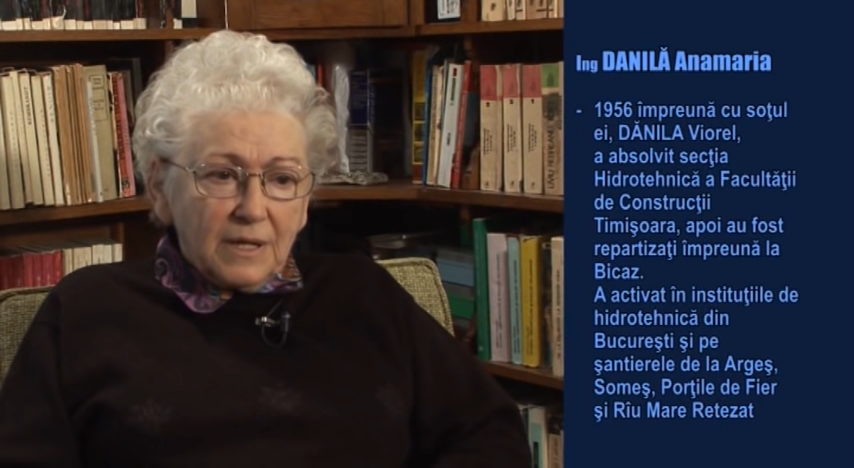 Ing DANILĂ Anamaria
- 1956 împreună cu soţul
ei, DĂNILA Viorel,
a absolvit secţia
Hidrotehnică a Facultăţii
de Construcţii
Timişoara, apoi au fost
repartizaţi împreună la
Bicaz.
A activat în instituţiile de
hidrotehnică din
Bucureşti şi pe
şantierele de la Argeş,
Someş, Porţile de Fier
şi Rîu Mare Retezat